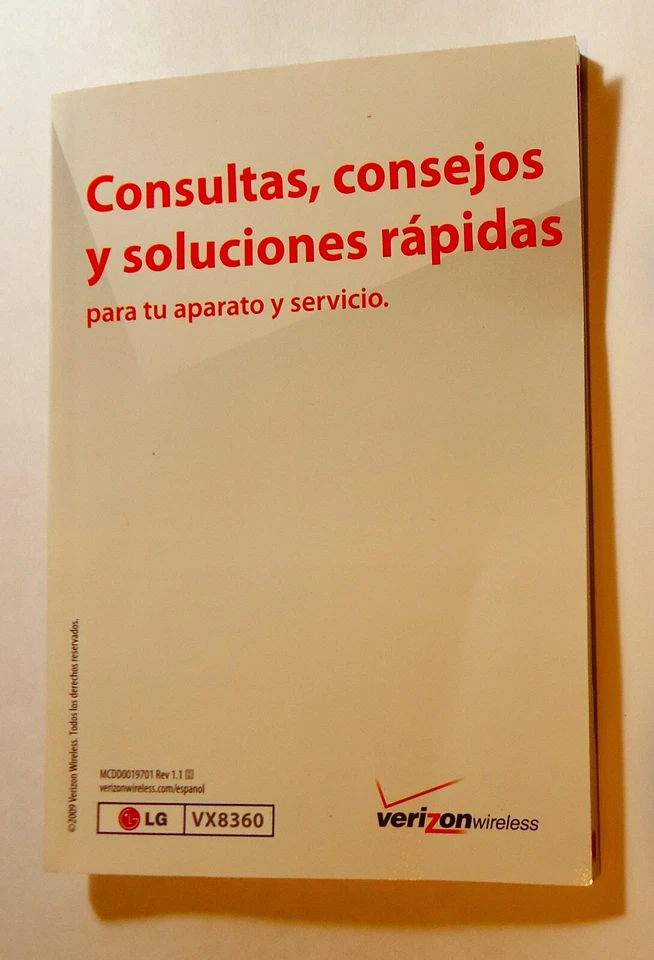 Consultas, consejos
y soluciones rápidas
para tu aparato y servicio.
©2009 Verizon Wireless. Todos los derechos reservados.
MCDD0019701 Rev 1.1
verizonwireless.com/espanol
LG VX8360
verizonwireless